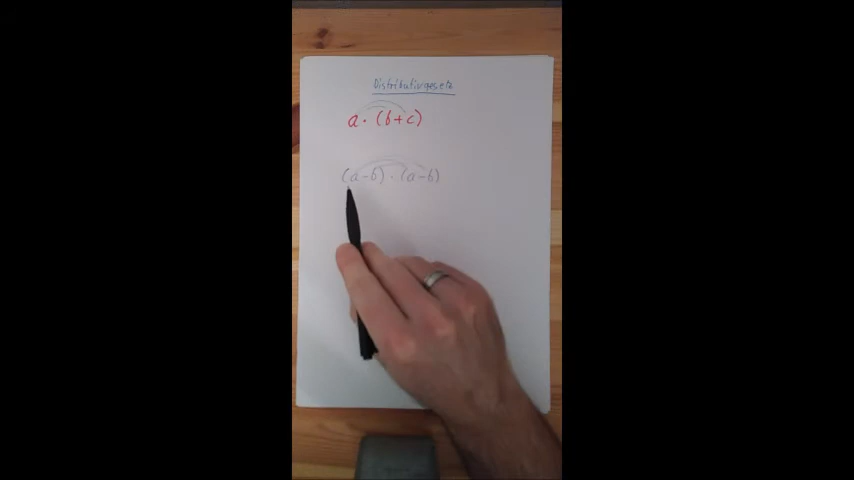 Distributivgesetz
a · (b + c)
(a - b) · (a - b)